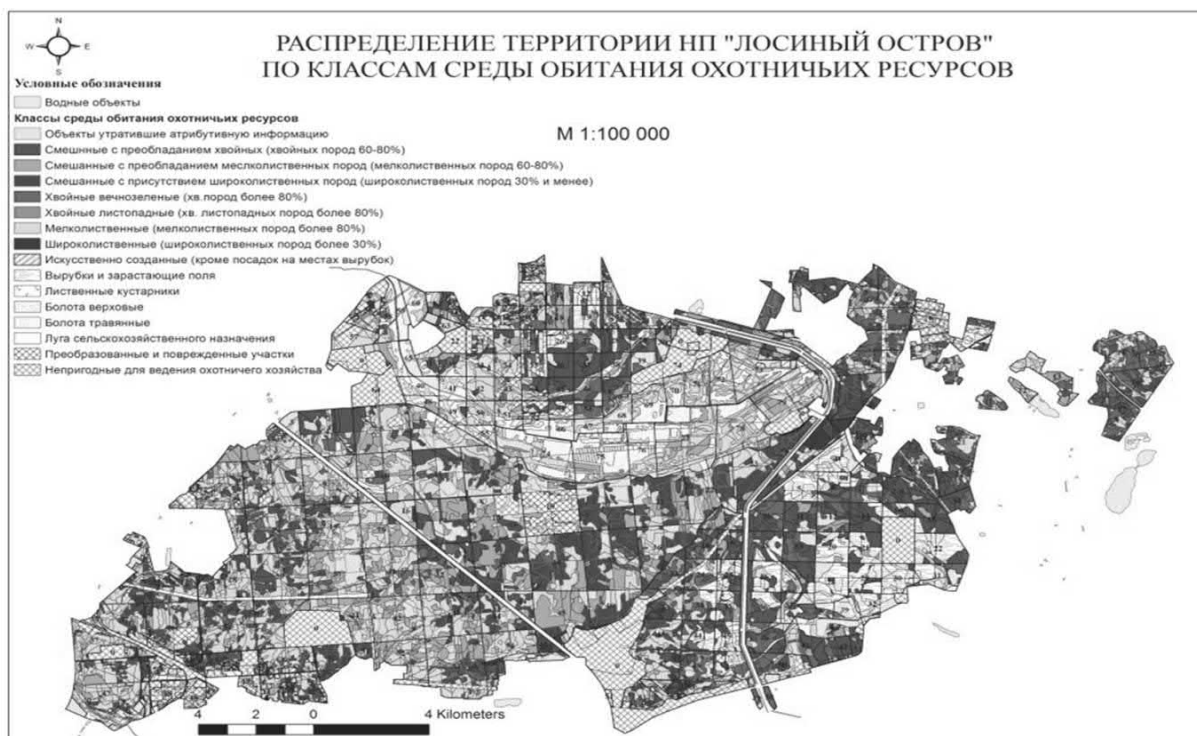 N
W E
S
РАСПРЕДЕЛЕНИЕ ТЕРРИТОРИИ НП "ЛОСИНЫЙ ОСТРОВ"
ПО КЛАССАМ СРЕДЫ ОБИТАНИЯ ОХОТНИЧЬИХ РЕСУРСОВ
М 1:100 000
Условные обозначения
Водные объекты
Классы среды обитания охотничьих ресурсов
Объекты утратившие атрибутивную информацию
Смешнные с преобладанием хвойных (хвойных пород 60-80%)
Смешанные с преобладанием меслколиственных пород (мелколиственных пород 60-80%)
Смешанные с присутствием широколиственных пород (широколиственных пород 30% и менее)
Хвойные вечнозеленые (хв.пород более 80%)
Хвойные листопадные (хв. листопадных пород более 80%)
Мелколиственные (мелколиственных пород более 80%)
Широколиственные (широколиственных пород более 30%)
Искусственно созданные (кроме посадок на местах вырубок)
Вырубки и зарастающие поля
Лиственные кустарники
Болота верховые
Болота травянные
Луга сельскохозяйственного назначения
Преобразованные и поврежденные участки
Непригодные для ведения охотничего хозяйства
4 2 0 4 Kilometers